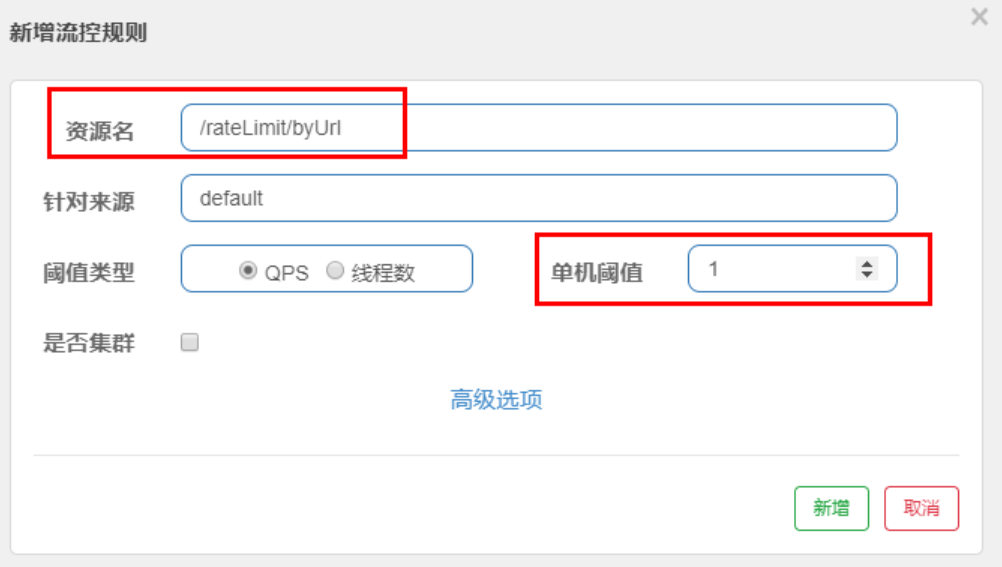 新增流控规则 ×
资源名 /rateLimit/byUrl
针对来源 default
阈值类型 QPS 线程数 单机阈值 1
是否集群
高级选项
新增 取消